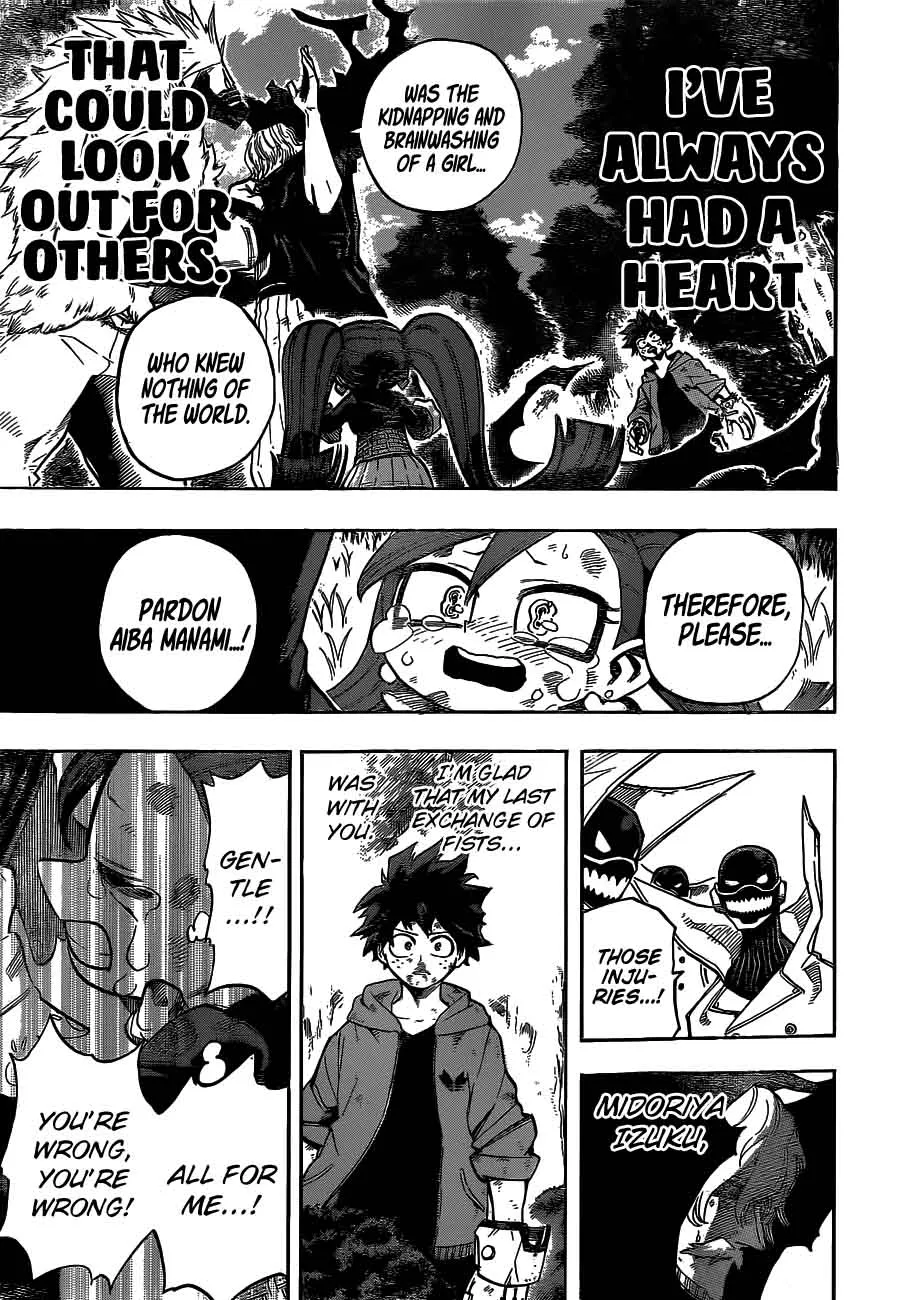 I'VE
ALWAYS
HAD A
HEART
THAT
COULD
LOOK
OUT FOR
OTHERS.
WAS THE
KIDNAPPING AND
BRAINWASHING
OF A GIRL...
WHO KNEW
NOTHING OF
THE WORLD.
THEREFORE,
PLEASE...
PARDON
AIBA MANAMI...!
THOSE
INJU-
RIES...!
MIDORIYA
IZUKU,
I'M GLAD
THAT MY LAST
EXCHANGE OF
FISTS...
WAS
WITH
YOU.
GEN-
TLE
...!!
ALL FOR
ME...!
YOU'RE
WRONG,
YOU'RE
WRONG!